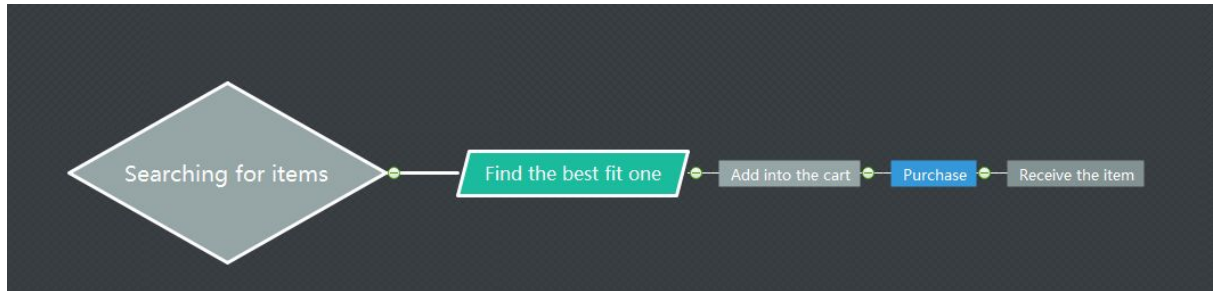 Searching for items
Find the best fit one
Add into the cart
Purchase
Receive the item